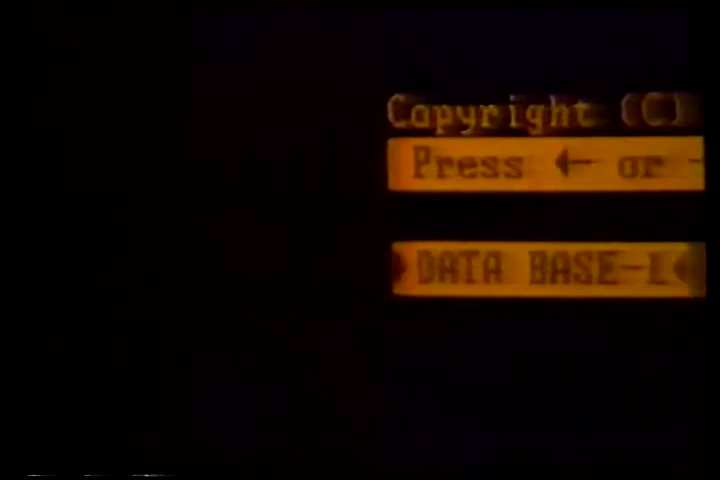 Copyright (C)
Press ← or
DATA BASE-1